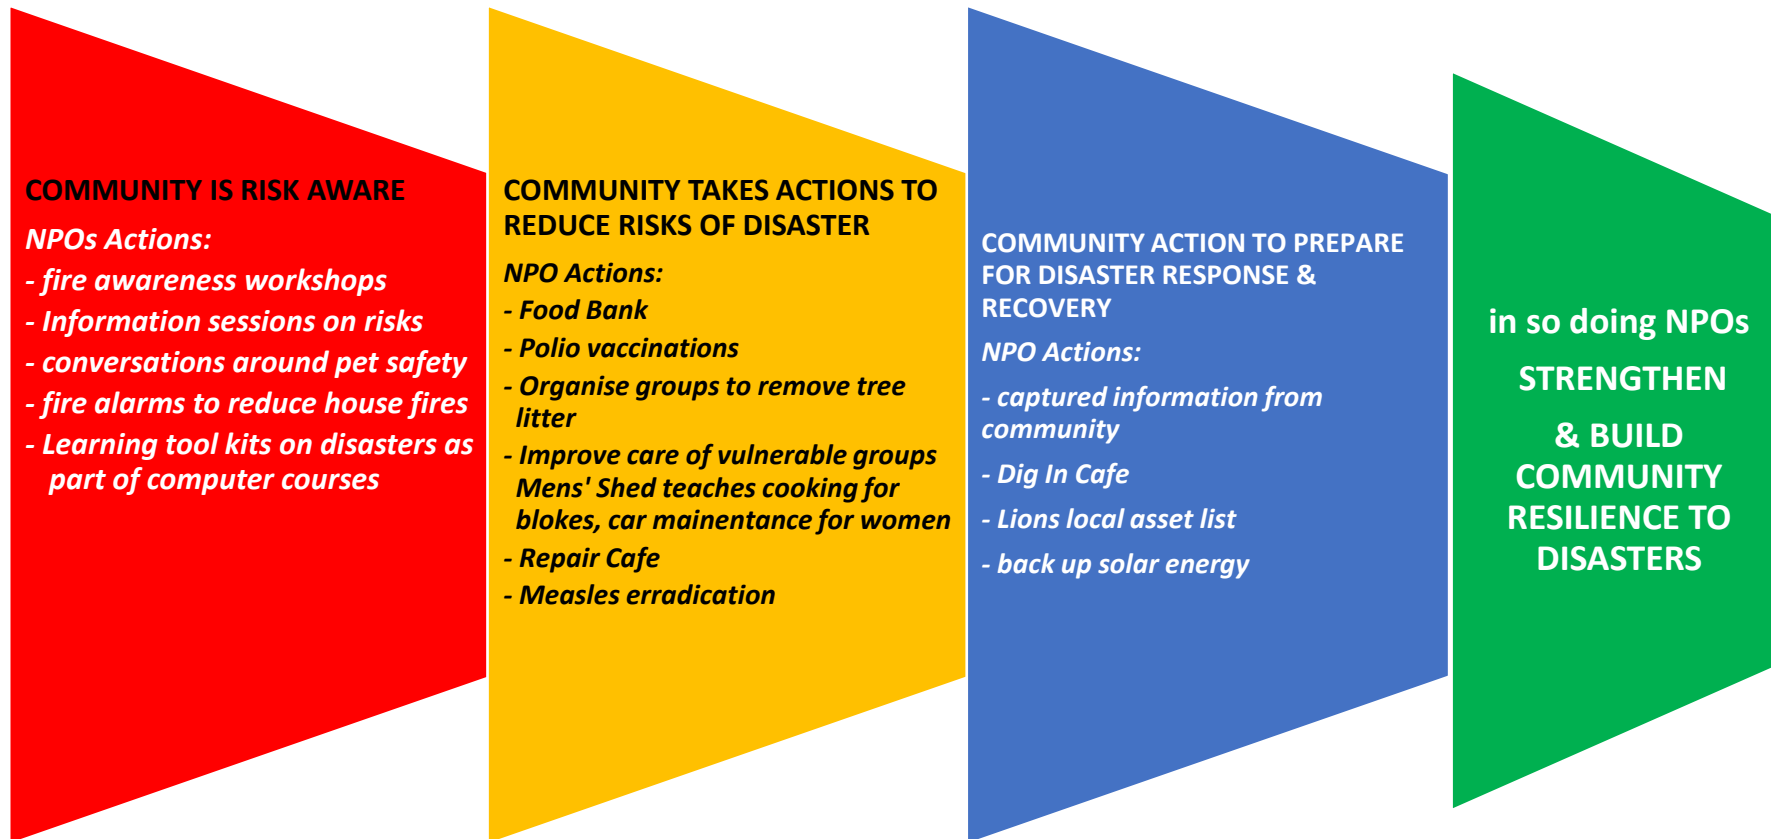 COMMUNITY IS RISK AWARE
NPOs Actions:
- fire awareness workshops
- Information sessions on risks
- conversations around pet safety
- fire alarms to reduce house fires
- Learning tool kits on disasters as
part of computer courses
COMMUNITY TAKES ACTIONS TO
REDUCE RISKS OF DISASTER
NPO Actions:
- Food Bank
- Polio vaccinations
- Organise groups to remove tree
litter
- Improve care of vulnerable groups
Mens' Shed teaches cooking for
blokes, car mainentance for women
- Repair Cafe
- Measles erradication
COMMUNITY ACTION TO PREPARE
FOR DISASTER RESPONSE &
RECOVERY
NPO Actions:
- captured information from
community
- Dig In Cafe
- Lions local asset list
- back up solar energy
in so doing NPOs
STRENGTHEN
& BUILD
COMMUNITY
RESILIENCE TO
DISASTERS